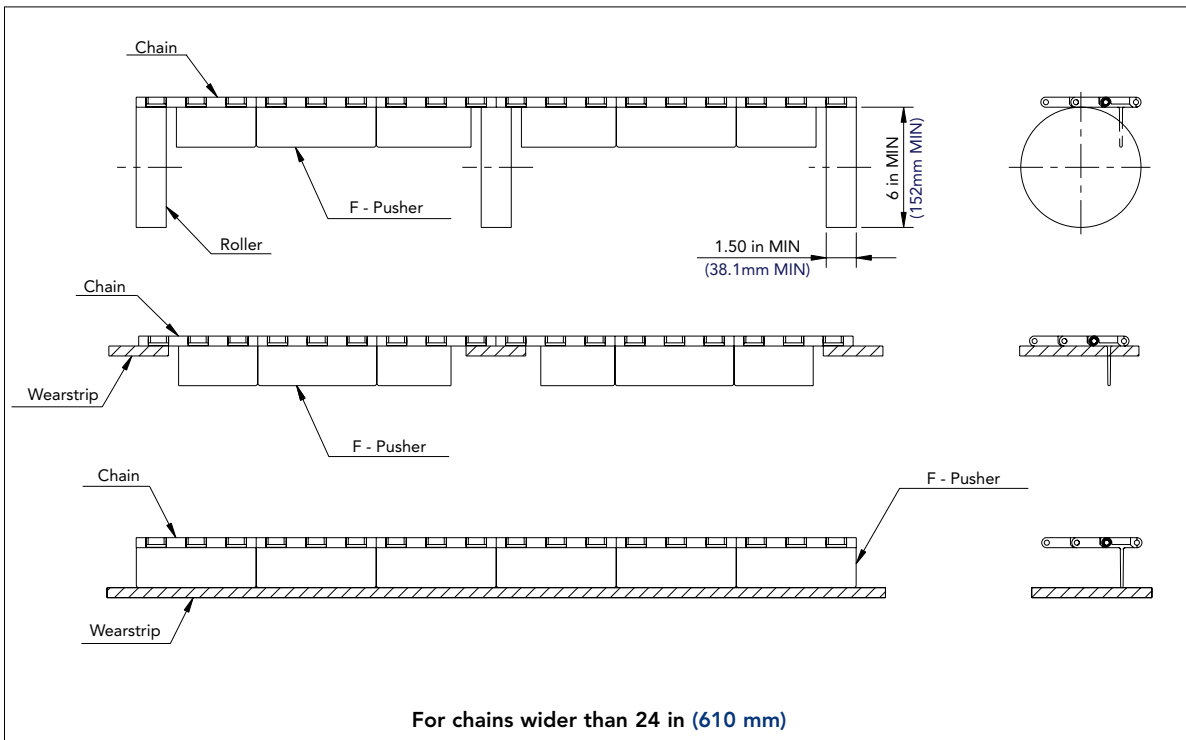 Chain
F - Pusher
Roller
6 in MIN
(152mm MIN)
1.50 in MIN
(38.1mm MIN)
Chain
Wearstrip
F - Pusher
Chain
F - Pusher
Wearstrip
For chains wider than 24 in (610 mm)